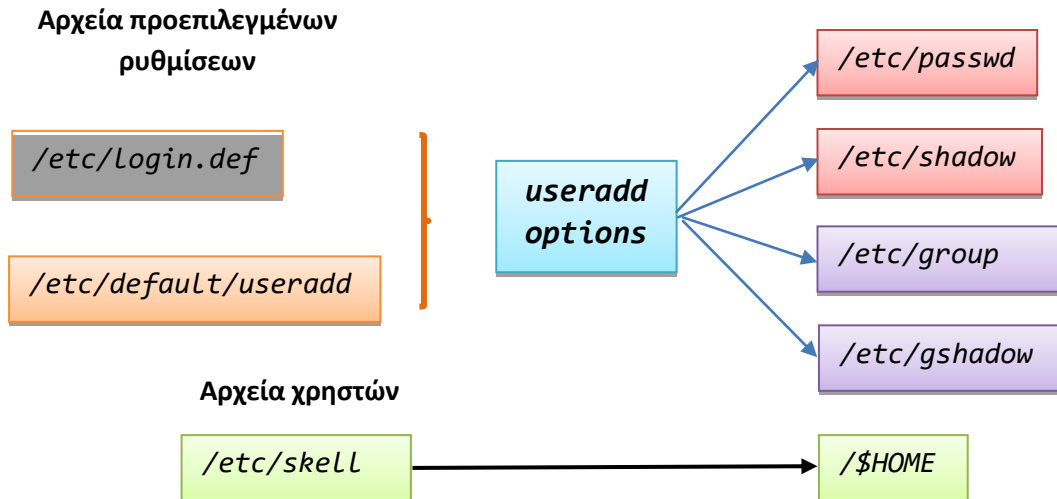 Αρχεία προεπιλεγμένων
ρυθμίσεων
/etc/login.def
/etc/default/useradd
useradd
options
/etc/passwd
/etc/shadow
/etc/group
/etc/gshadow
Αρχεία χρηστών
/etc/skell
/$HOME